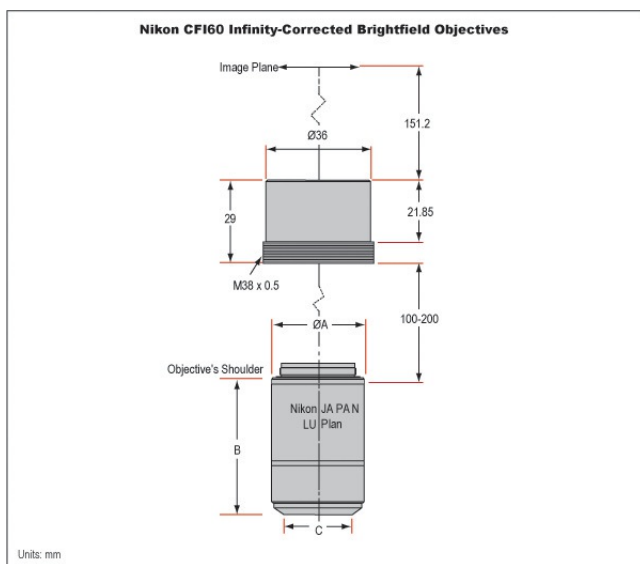 Nikon CFI60 Infinity-Corrected Brightfield Objectives
Image Plane
151.2
Ø36
29
21.85
M38 x 0.5
100-200
ØA
Objective's Shoulder
Nikon JAPAN
LU Plan
B
C
Units: mm